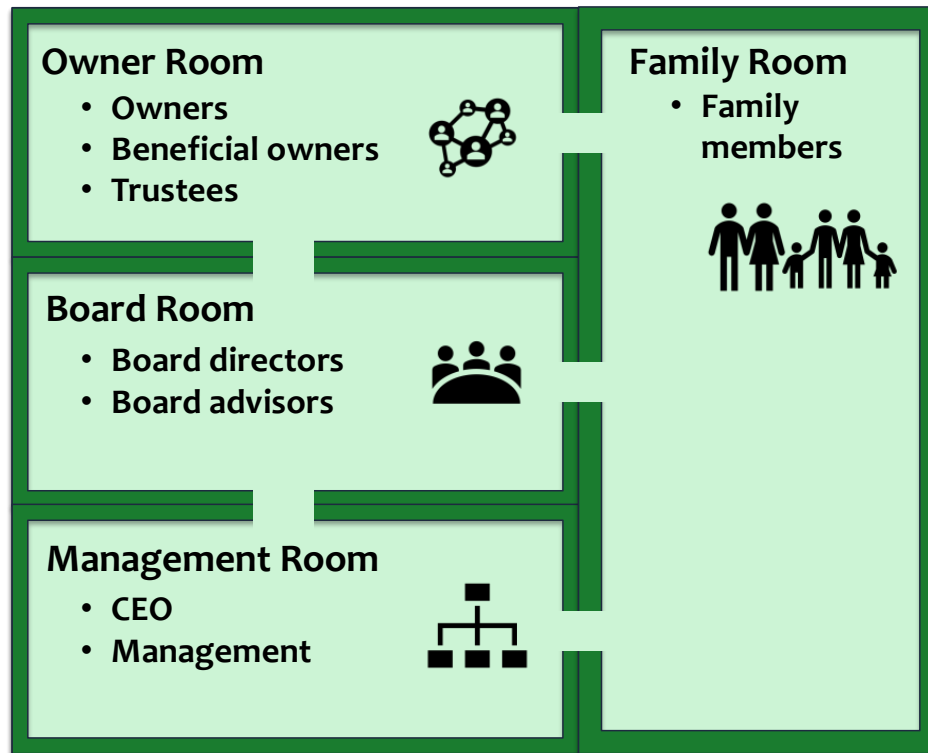 Owner Room
• Owners
• Beneficial owners
• Trustees
Family Room
• Family
members
Board Room
• Board directors
• Board advisors
Management Room
• CEO
• Management